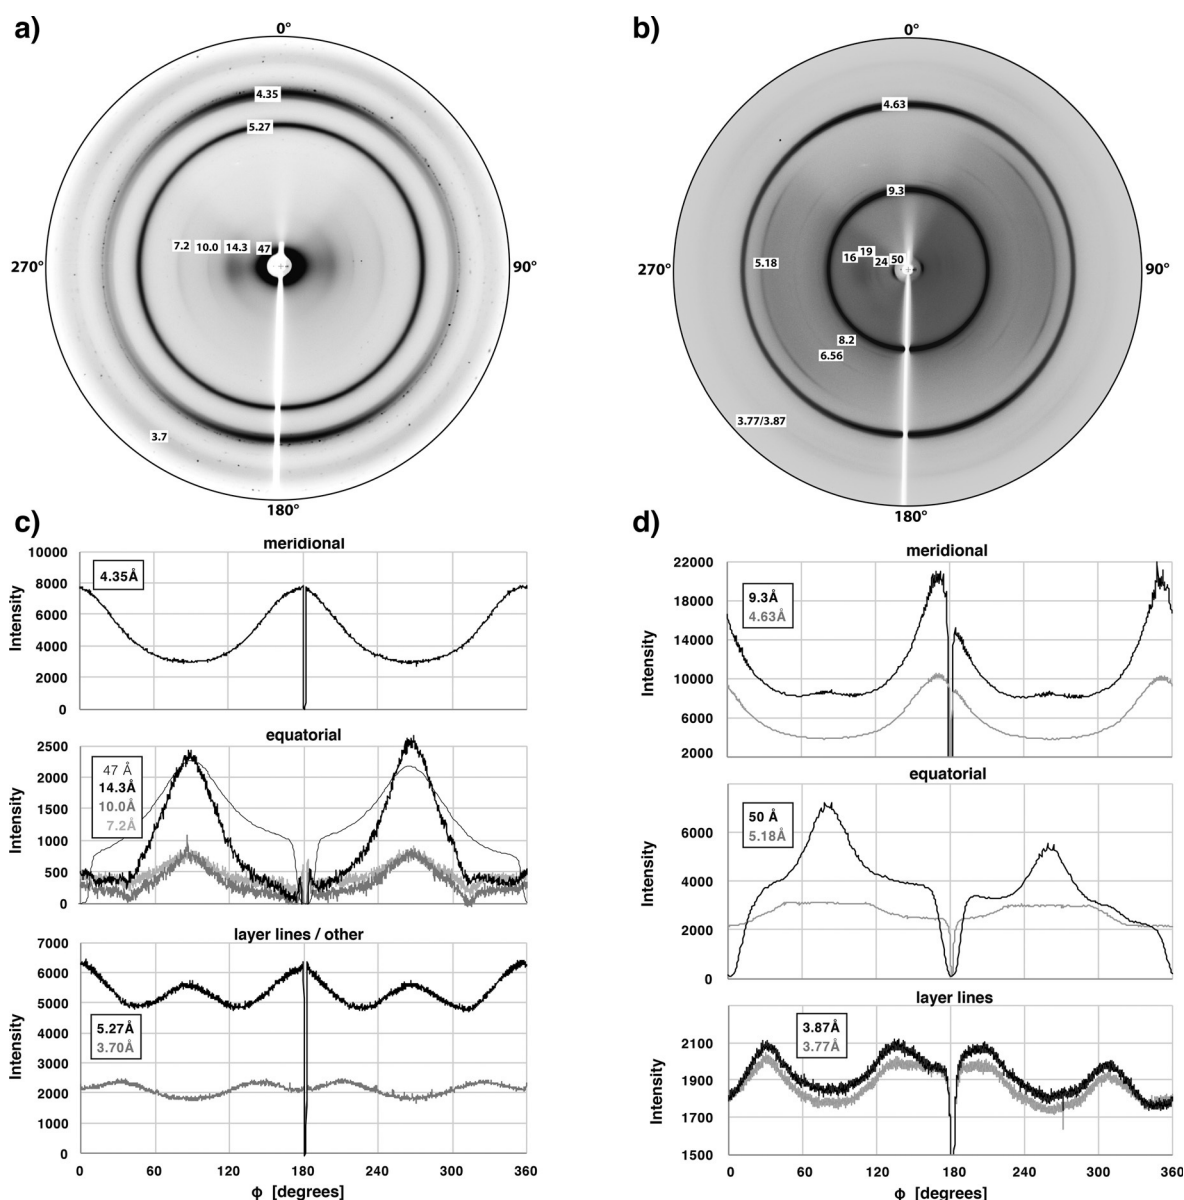 a)
0°
4.35
5.27
7.2 10.0 14.3 47
270° 90°
3.7
180°
b)
0°
4.63
9.3
19
16 24 50
5.18
270° 90°
8.2
6.56
3.77/3.87
180°
c)
meridional
10000
8000
6000
4000
2000
0
Intensity
4.35Å
equatorial
2500
2000
1500
1000
500
0
Intensity
47 Å
14.3Å
10.0Å
7.2Å
layer lines / other
7000
6000
5000
4000
3000
2000
1000
0
Intensity
5.27Å
3.70Å
0 60 120 180 240 300 360
ϕ [degrees]
d)
meridional
22000
18000
14000
10000
6000
2000
Intensity
9.3Å
4.63Å
equatorial
6000
4000
2000
0
Intensity
50 Å
5.18Å
layer lines
2100
1900
1700
1500
Intensity
3.87Å
3.77Å
0 60 120 180 240 300 360
ϕ [degrees]